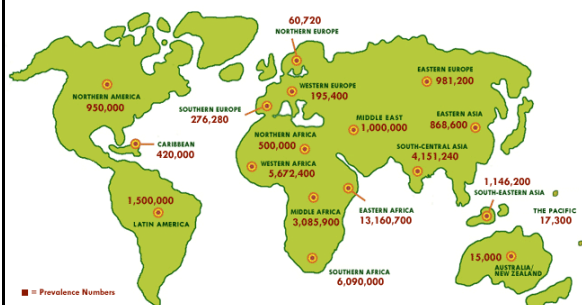 60,720
NORTHERN EUROPE
EASTERN EUROPE
981,200
WESTERN EUROPE
195,400
NORTHERN AMERICA
950,000
SOUTHERN EUROPE
276,280
MIDDLE EAST
1,000,000
EASTERN ASIA
868,600
NORTHERN AFRICA
500,000
CARIBBEAN
420,000
SOUTH-CENTRAL ASIA
4,151,240
WESTERN AFRICA
5,672,400
1,146,200
SOUTH-EASTERN ASIA
1,500,000
LATIN AMERICA
MIDDLE AFRICA
3,085,900
EASTERN AFRICA
13,160,700
THE PACIFIC
17,300
15,000
AUSTRALIA/
NEW ZEALAND
SOUTHERN AFRICA
6,090,000
= Prevalence Numbers